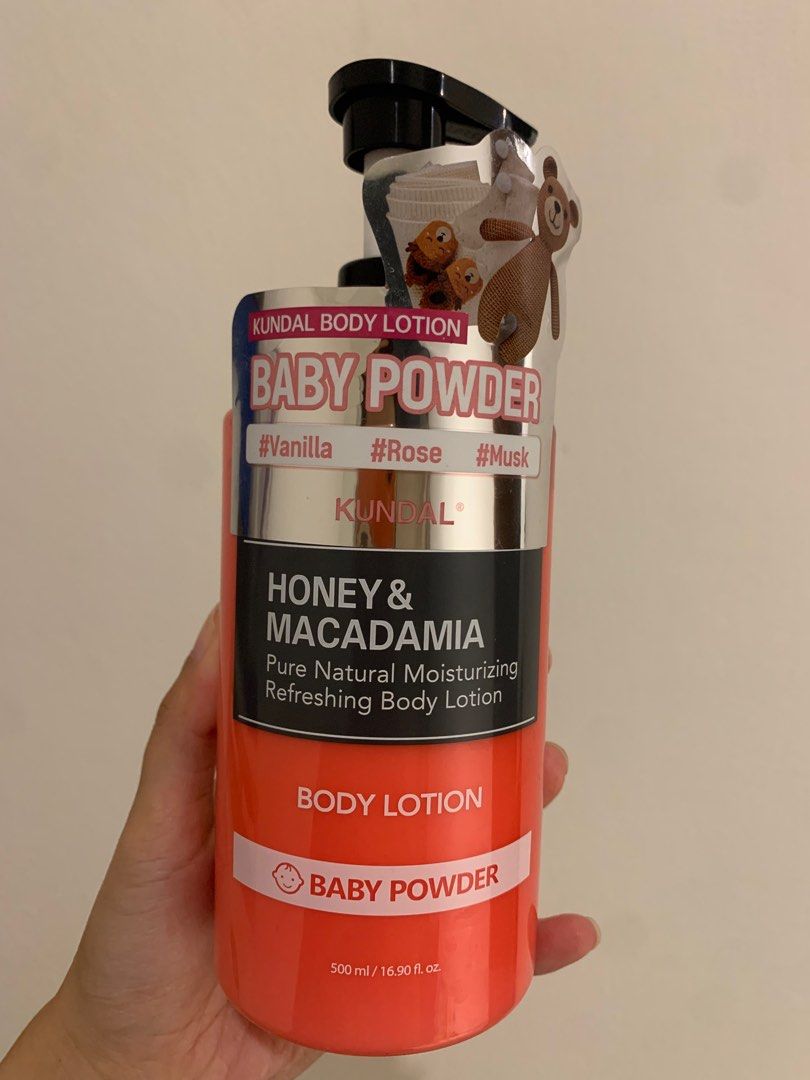 KUNDAL BODY LOTION
BABY POWDER
#Vanilla #Rose #Musk
KUNDAL®
HONEY &
MACADAMIA
Pure Natural Moisturizing
Refreshing Body Lotion
BODY LOTION
BABY POWDER
500 ml / 16.90 fl. oz.